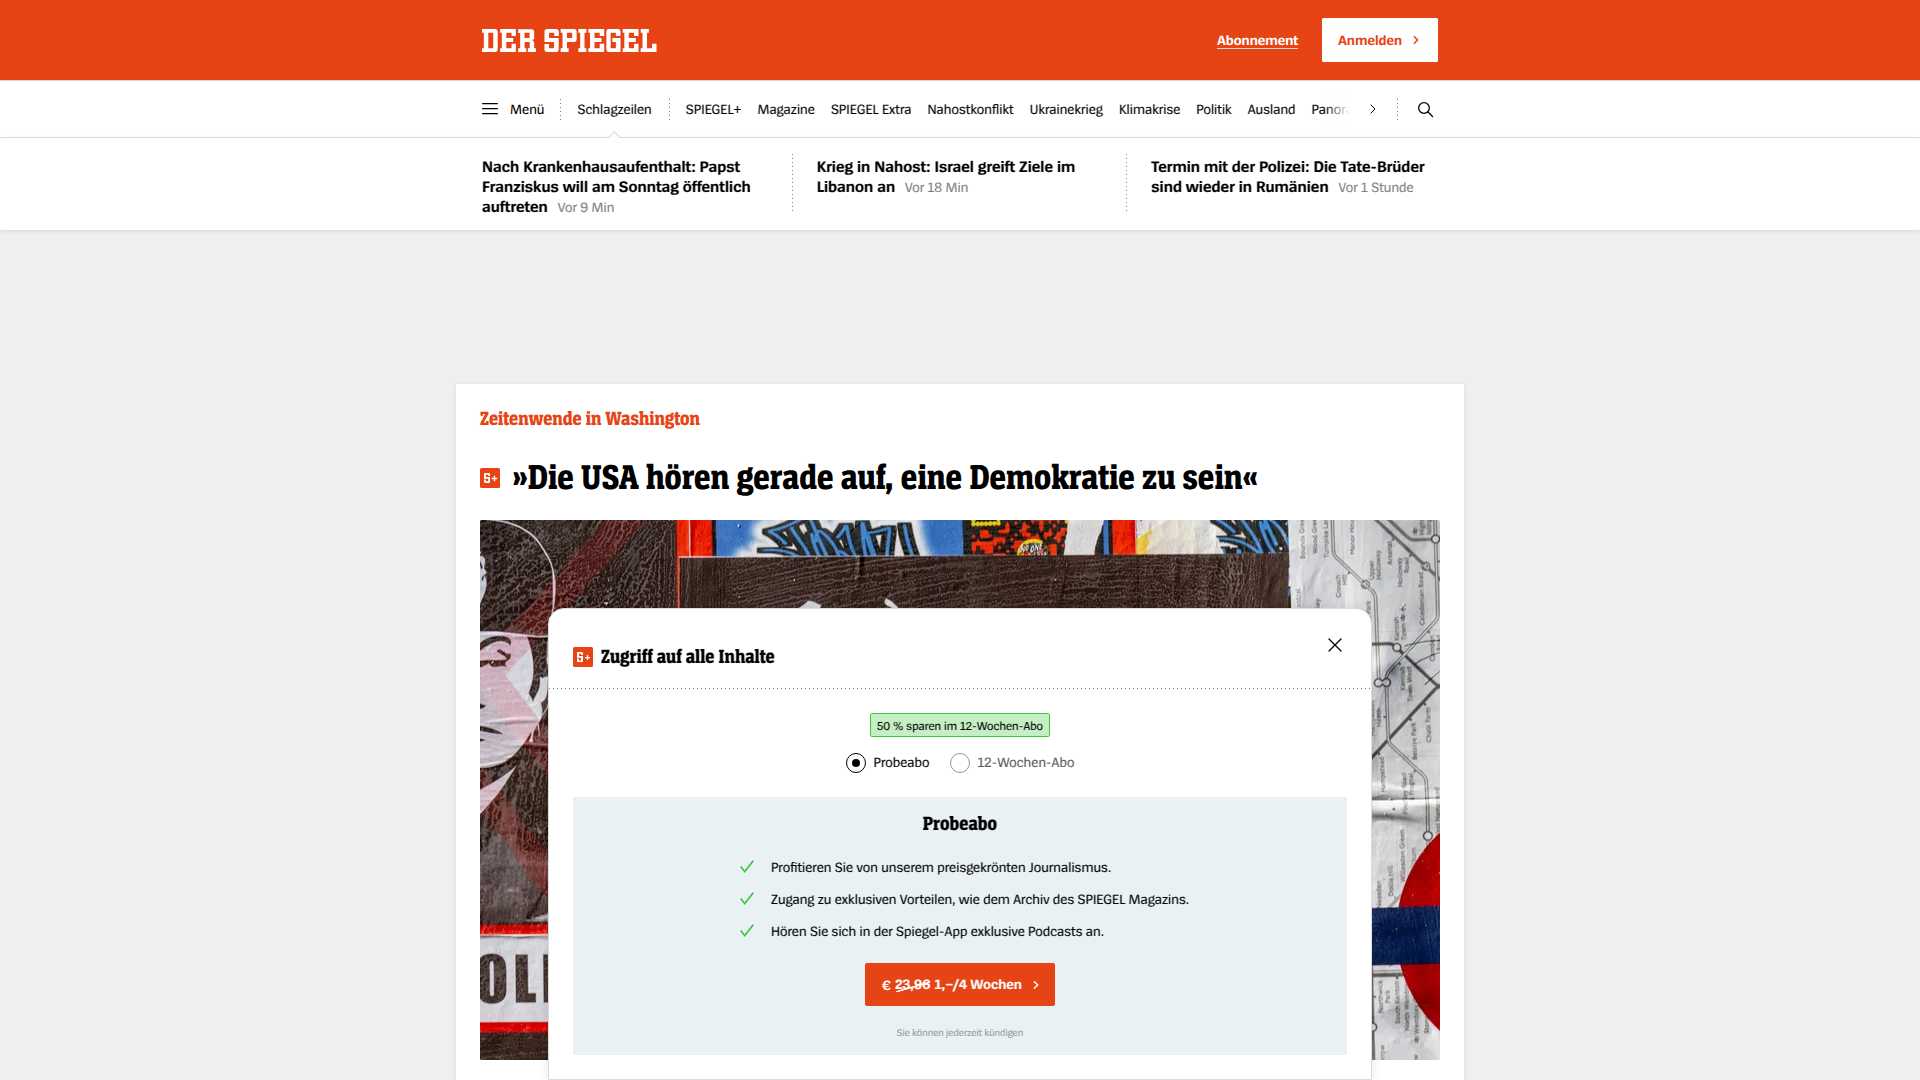 DER SPIEGEL
Abonnement
Anmelden
Menü
Schlagzeilen
SPIEGEL+
Magazine
SPIEGEL Extra
Nahostkonflikt
Ukrainekrieg
Klimakrise
Politik
Ausland
Nach Krankenhausaufenthalt: Papst
Franziskus will am Sonntag öffentlich
auftreten Vor 9 Min
Krieg in Nahost: Israel greift Ziele im
Libanon an Vor 18 Min
Termin mit der Polizei: Die Tate-Brüder
sind wieder in Rumänien Vor 1 Stunde
Zeitenwende in Washington
S+ »Die USA hören gerade auf, eine Demokratie zu sein«
S+ Zugriff auf alle Inhalte
50 % sparen im 12-Wochen-Abo
Probeabo
12-Wochen-Abo
Probeabo
Profitieren Sie von unserem preisgekrönten Journalismus.
Zugang zu exklusiven Vorteilen, wie dem Archiv des SPIEGEL Magazins.
Hören Sie sich in der Spiegel-App exklusive Podcasts an.
€ 23,96 1,–/4 Wochen
Sie können jederzeit kündigen